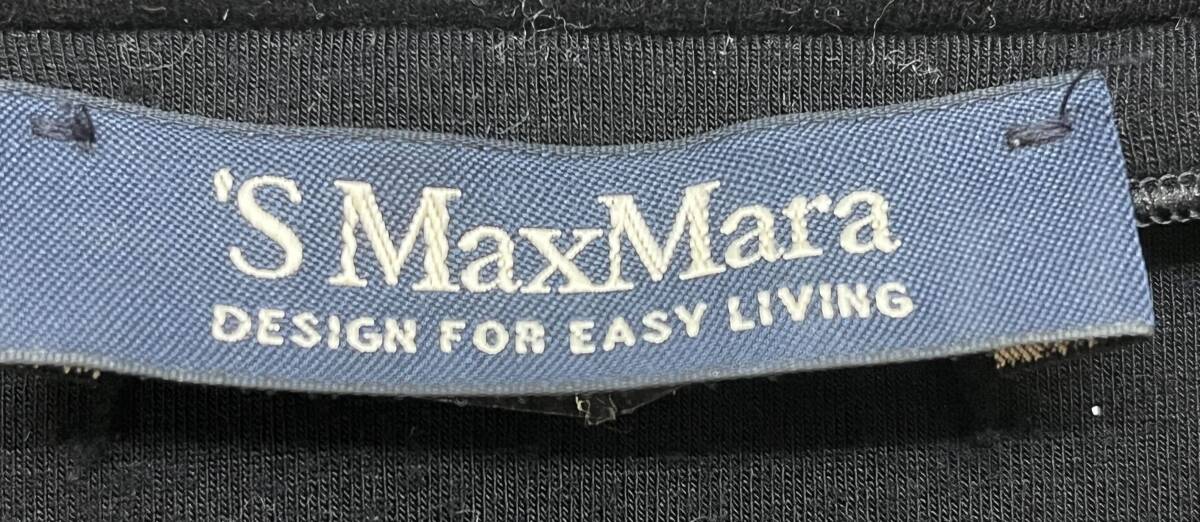 'S MaxMara
DESIGN FOR EASY LIVING